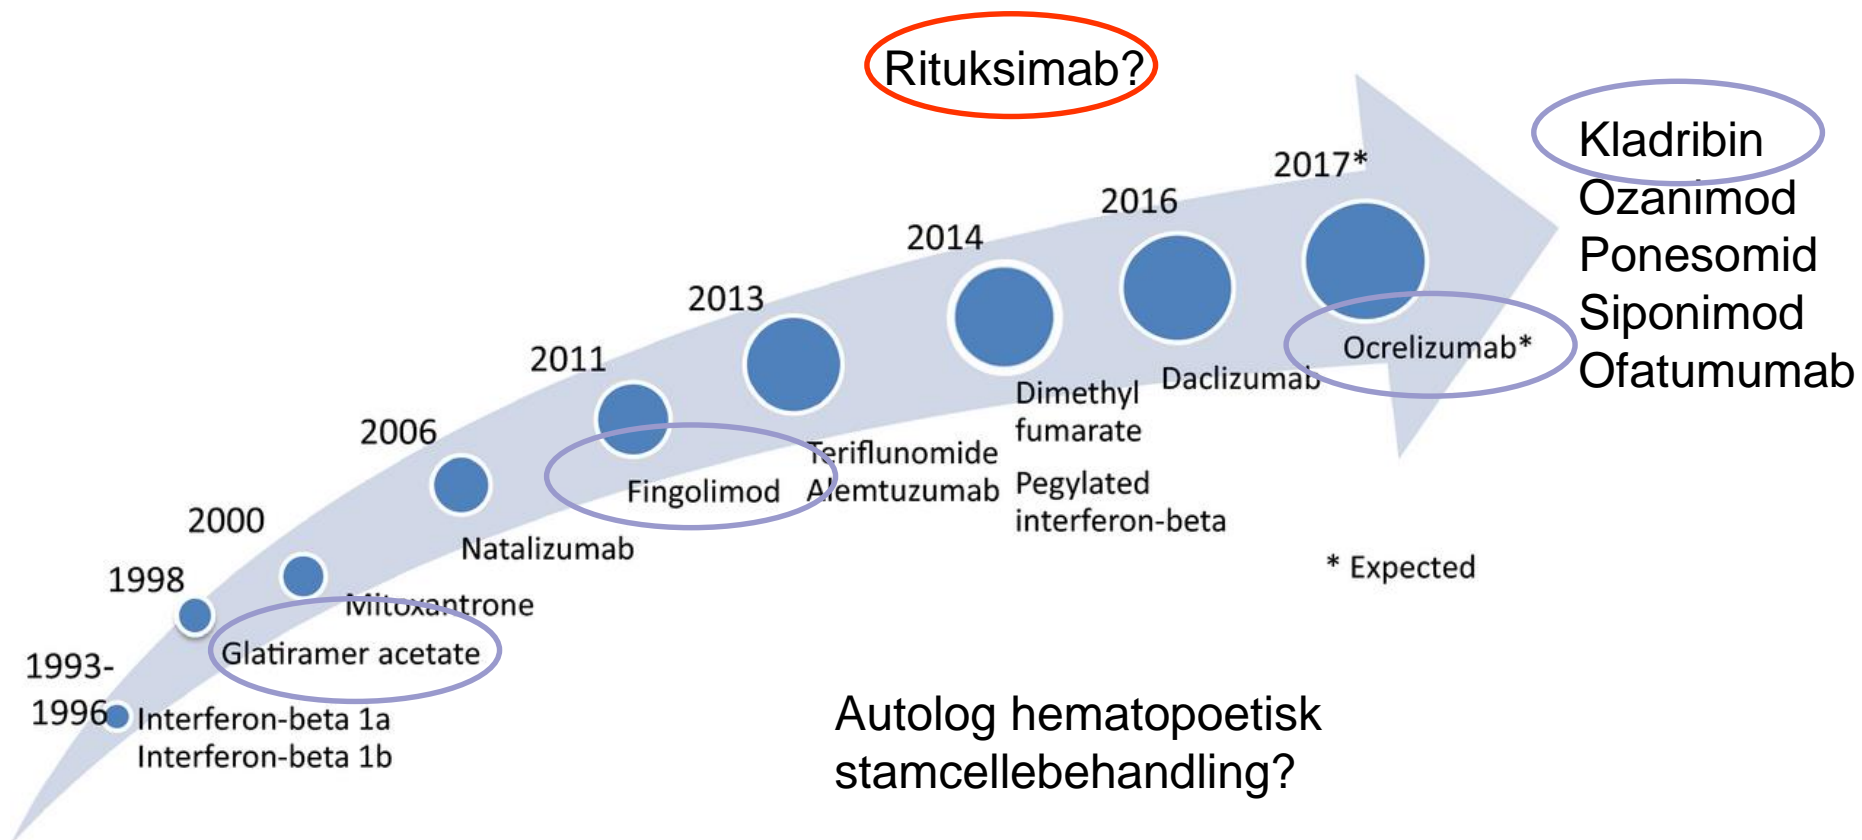 Rituksimab?
Kladribin
Ozanimod
Ponesomid
Siponimod
Ofatumumab
2017*
Ocrelizumab*
2016
Daclizumab
2014
Dimethyl
fumarate
Pegylated
interferon-beta
2013
Teriflunomide
Alemtuzumab
2011
Fingolimod
2006
Natalizumab
2000
Mitoxantrone
1998
Glatiramer acetate
1993-
1996
Interferon-beta 1a
Interferon-beta 1b
* Expected
Autolog hematopoetisk
stamcellebehandling?